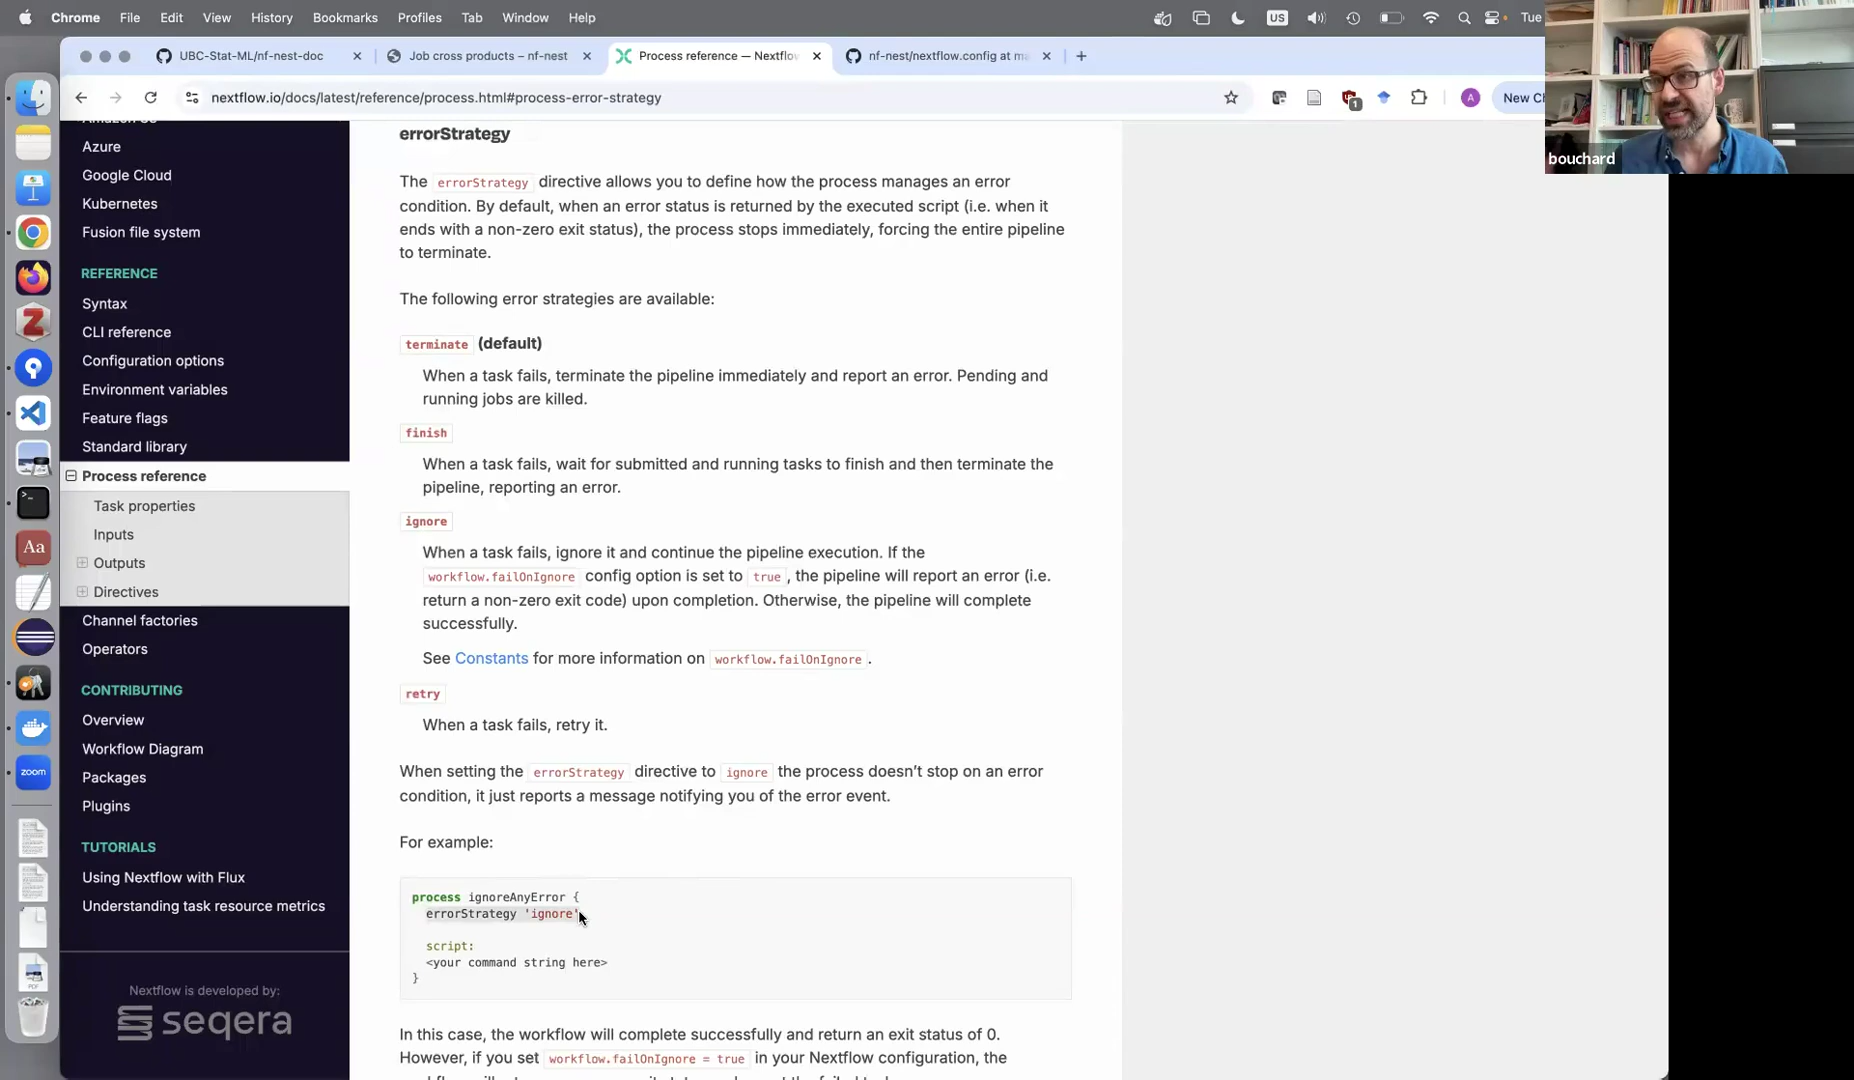 Chrome File Edit View History Bookmarks Profiles Tab Window Help US Tue
UBC-Stat-ML/nf-nest-doc Job cross products – nf-nest Process reference — Nextflow nf-nest/nextflow.config at ma
nextflow.io/docs/latest/reference/process.html#process-error-strategy 1 A New Ch
bouchard
Azure
Google Cloud
Kubernetes
Fusion file system
REFERENCE
Syntax
CLI reference
Configuration options
Environment variables
Feature flags
Standard library
Process reference
Task properties
Inputs
Outputs
Directives
Channel factories
Operators
CONTRIBUTING
Overview
Workflow Diagram
Packages
Plugins
TUTORIALS
Using Nextflow with Flux
Understanding task resource metrics
Nextflow is developed by:
seqera
errorStrategy
The errorStrategy directive allows you to define how the process manages an error
condition. By default, when an error status is returned by the executed script (i.e. when it
ends with a non-zero exit status), the process stops immediately, forcing the entire pipeline
to terminate.
The following error strategies are available:
terminate (default)
When a task fails, terminate the pipeline immediately and report an error. Pending and
running jobs are killed.
finish
When a task fails, wait for submitted and running tasks to finish and then terminate the
pipeline, reporting an error.
ignore
When a task fails, ignore it and continue the pipeline execution. If the
workflow.failOnIgnore config option is set to true , the pipeline will report an error (i.e.
return a non-zero exit code) upon completion. Otherwise, the pipeline will complete
successfully.
See Constants for more information on workflow.failOnIgnore .
retry
When a task fails, retry it.
When setting the errorStrategy directive to ignore the process doesn’t stop on an error
condition, it just reports a message notifying you of the error event.
For example:
process ignoreAnyError {
errorStrategy 'ignore'
script:
<your command string here>
}
In this case, the workflow will complete successfully and return an exit status of 0.
However, if you set workflow.failOnIgnore = true in your Nextflow configuration, the
Aa
zoom
PDF